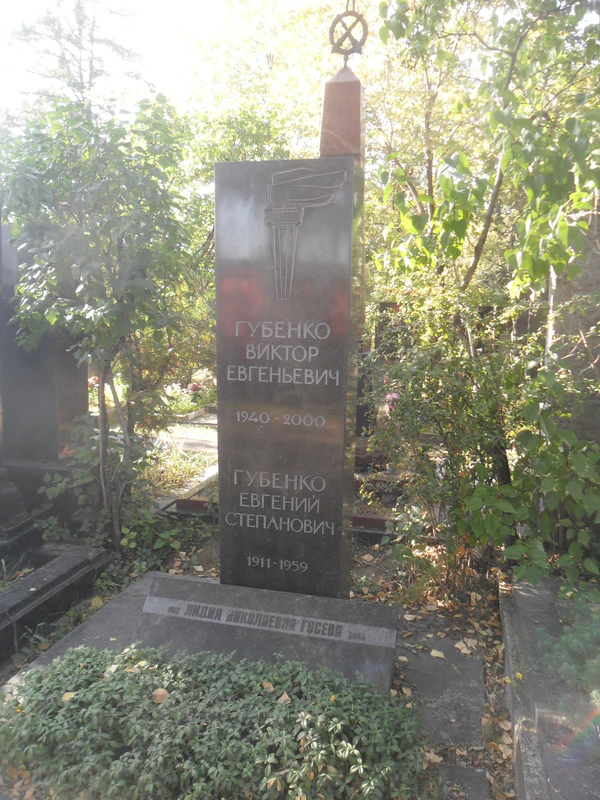 ГУБЕНКО
ВИКТОР
ЕВГЕНЬЕВИЧ
1940-2000
ГУБЕНКО
ЕВГЕНИЙ
СТЕПАНОВИЧ
1911-1959
ЛИДИЯ НИКОЛАЕВНА ГУСЕВА